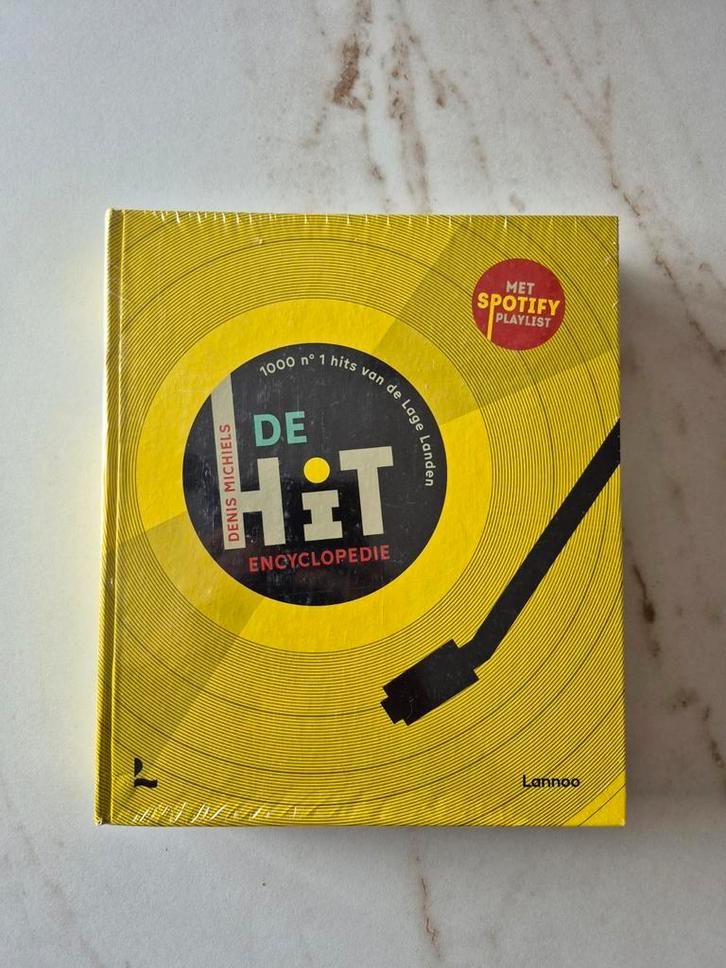 MET
SPOTIFY
PLAYLIST
1000 n° 1 hits van de Lage Landen
DE
HiT
DENIS MICHIELS
ENCYCLOPEDIE
Lannoo